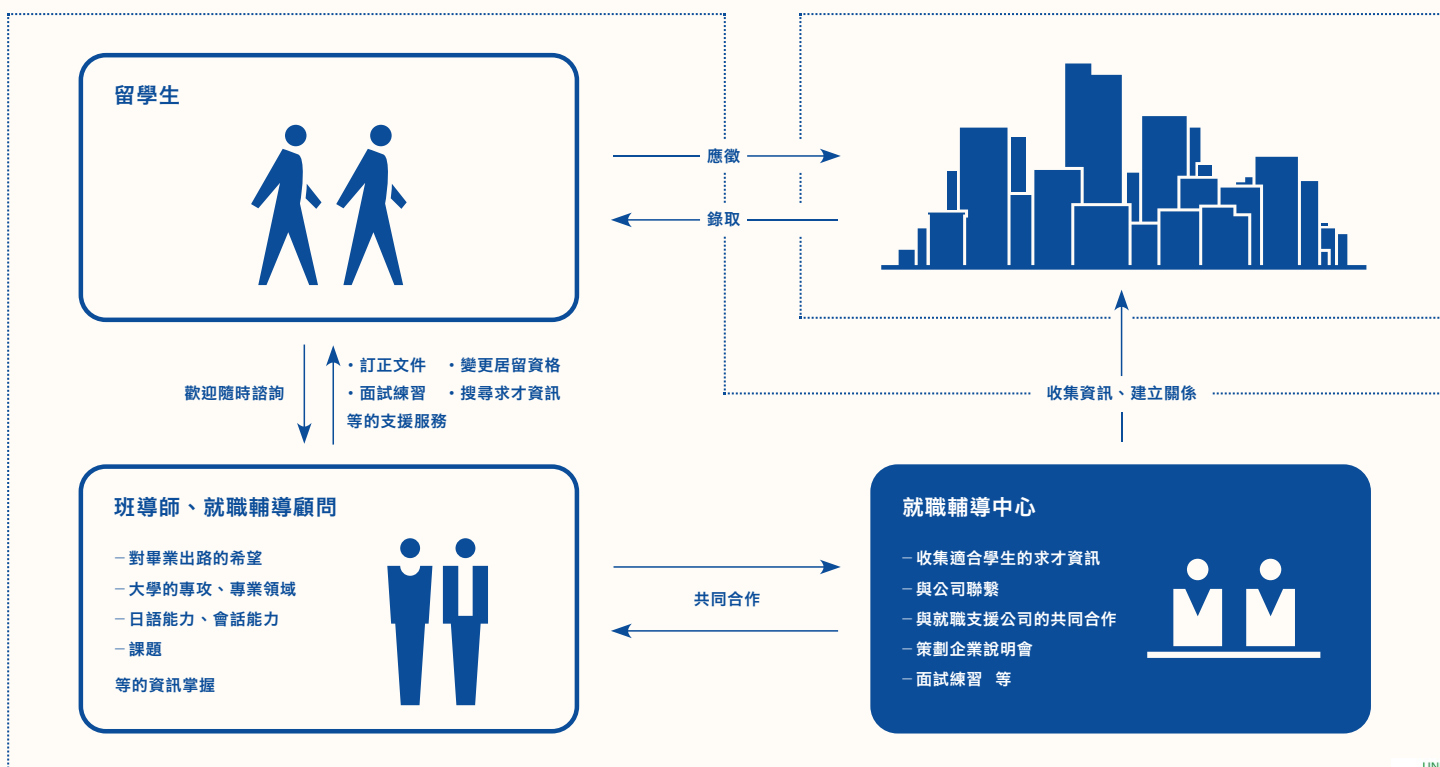 留學生
應徵
錄取
歡迎隨時諮詢
・訂正文件 ・變更居留資格
・面試練習 ・搜尋求才資訊
等的支援服務
收集資訊、建立關係
班導師、就職輔導顧問
－對畢業出路的希望
－大學的專攻、專業領域
－日語能力、會話能力
－課題
等的資訊掌握
共同合作
就職輔導中心
－收集適合學生的求才資訊
－與公司聯繫
－與就職支援公司的共同合作
－策劃企業說明會
－面試練習 等